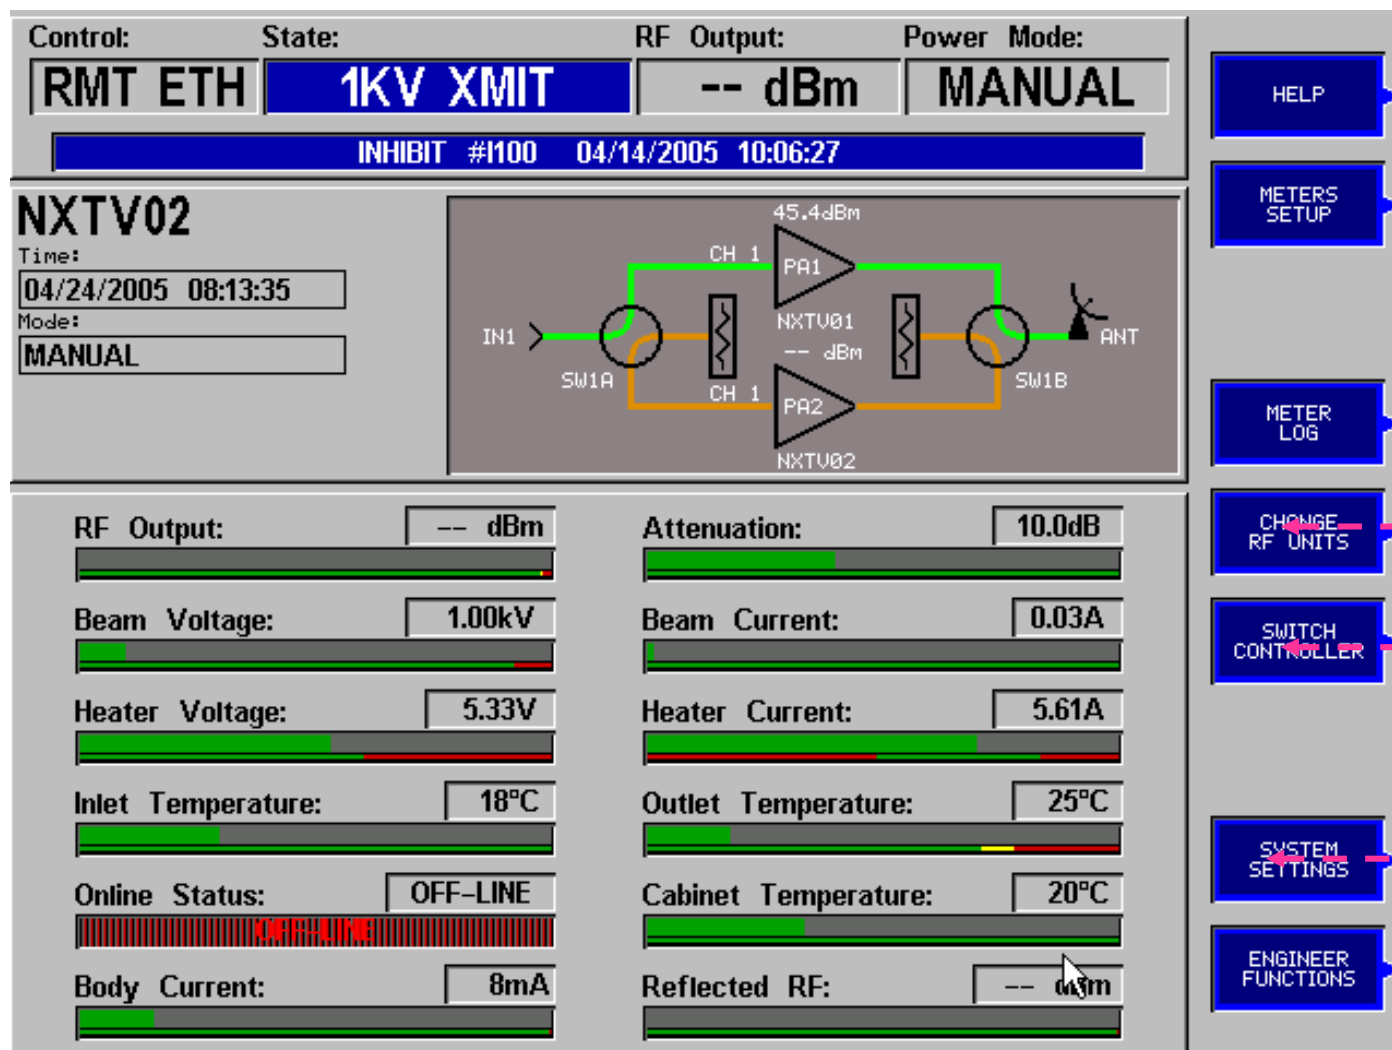 Control: State: RF Output: Power Mode:
RMT ETH 1KV XMIT -- dBm MANUAL
INHIBIT #I100 04/14/2005 10:06:27
NXTV02
Time:
04/24/2005 08:13:35
Mode:
MANUAL
45.4dBm
CH 1 PA1
NXTV01
IN1 -- dBm ANT
SW1A SW1B
CH 1 PA2
NXTV02
RF Output: -- dBm Attenuation: 10.0dB
Beam Voltage: 1.00kV Beam Current: 0.03A
Heater Voltage: 5.33V Heater Current: 5.61A
Inlet Temperature: 18°C Outlet Temperature: 25°C
Online Status: OFF-LINE Cabinet Temperature: 20°C
OFF-LINE
Body Current: 8mA Reflected RF: -- dBm
HELP
METERS
SETUP
METER
LOG
CHANGE
RF UNITS
SWITCH
CONTROLLER
SYSTEM
SETTINGS
ENGINEER
FUNCTIONS